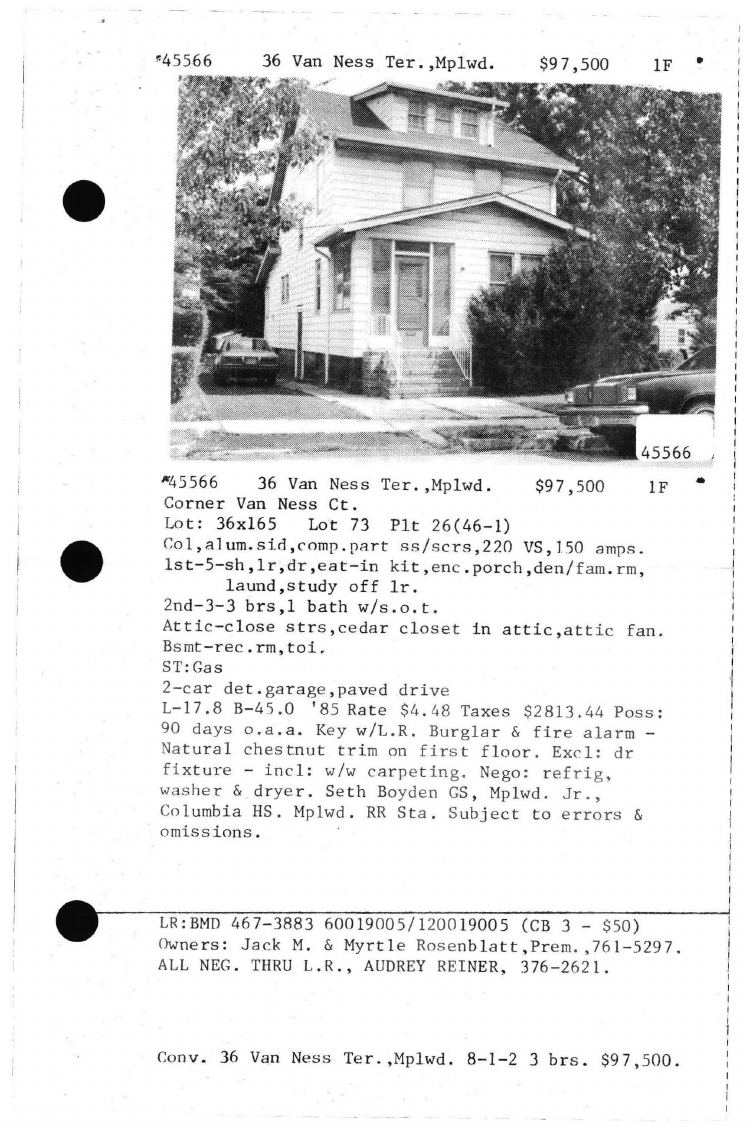 *45566 36 Van Ness Ter.,Mplwd. $97,500 1F
45566
*45566 36 Van Ness Ter.,Mplwd. $97,500 1F
Corner Van Ness Ct.
Lot: 36x165 Lot 73 Plt 26(46-1)
Col,alum.sid,comp.part ss/scrs,220 VS,150 amps.
1st-5-sh,lr,dr,eat-in kit,enc.porch,den/fam.rm,
laund,study off lr.
2nd-3-3 brs,1 bath w/s.o.t.
Attic-close strs,cedar closet in attic,attic fan.
Bsmt-rec.rm,toi.
ST:Gas
2-car det.garage,paved drive
L-17.8 B-45.0 '85 Rate $4.48 Taxes $2813.44 Poss:
90 days o.a.a. Key w/L.R. Burglar & fire alarm -
Natural chestnut trim on first floor. Excl: dr
fixture - incl: w/w carpeting. Nego: refrig,
washer & dryer. Seth Boyden GS, Mplwd. Jr.,
Columbia HS. Mplwd. RR Sta. Subject to errors &
omissions.
LR:BMD 467-3883 60019005/120019005 (CB 3 - $50)
Owners: Jack M. & Myrtle Rosenblatt,Prem.,761-5297.
ALL NEG. THRU L.R., AUDREY REINER, 376-2621.
Conv. 36 Van Ness Ter.,Mplwd. 8-1-2 3 brs. $97,500.